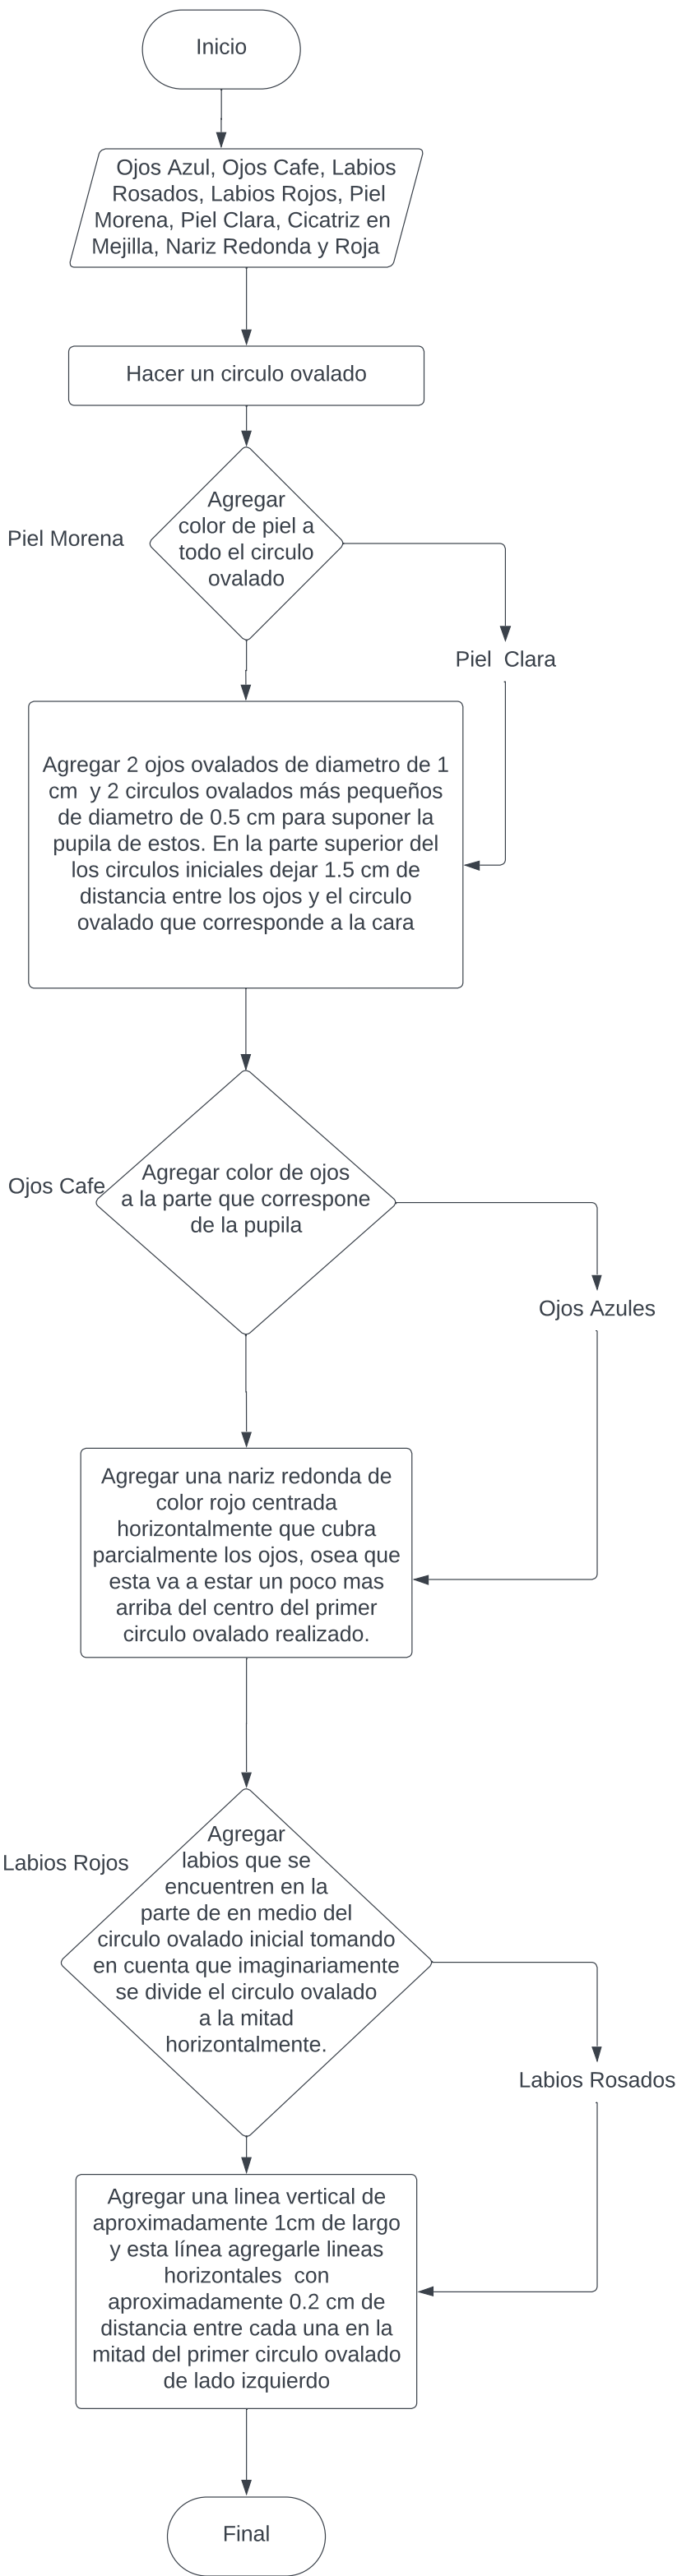 Inicio
Ojos Azul, Ojos Cafe, Labios
Rosados, Labios Rojos, Piel
Morena, Piel Clara, Cicatriz en
Mejilla, Nariz Redonda y Roja
Hacer un circulo ovalado
Agregar
color de piel a
todo el circulo
ovalado
Piel Morena
Piel  Clara
Agregar 2 ojos ovalados de diametro de 1
cm  y 2 circulos ovalados más pequeños
de diametro de 0.5 cm para suponer la
pupila de estos. En la parte superior del
los circulos iniciales dejar 1.5 cm de
distancia entre los ojos y el circulo
ovalado que corresponde a la cara
Agregar color de ojos
a la parte que correspone
de la pupila
Ojos Cafe
Ojos Azules
Agregar una nariz redonda de
color rojo centrada
horizontalmente que cubra
parcialmente los ojos, osea que
esta va a estar un poco mas
arriba del centro del primer
circulo ovalado realizado.
Agregar
labios que se
encuentren en la
parte de en medio del
circulo ovalado inicial tomando
en cuenta que imaginariamente
se divide el circulo ovalado
a la mitad
horizontalmente.
Labios Rojos
Labios Rosados
Agregar una linea vertical de
aproximadamente 1cm de largo
y esta línea agregarle lineas
horizontales  con
aproximadamente 0.2 cm de
distancia entre cada una en la
mitad del primer circulo ovalado
de lado izquierdo
Final